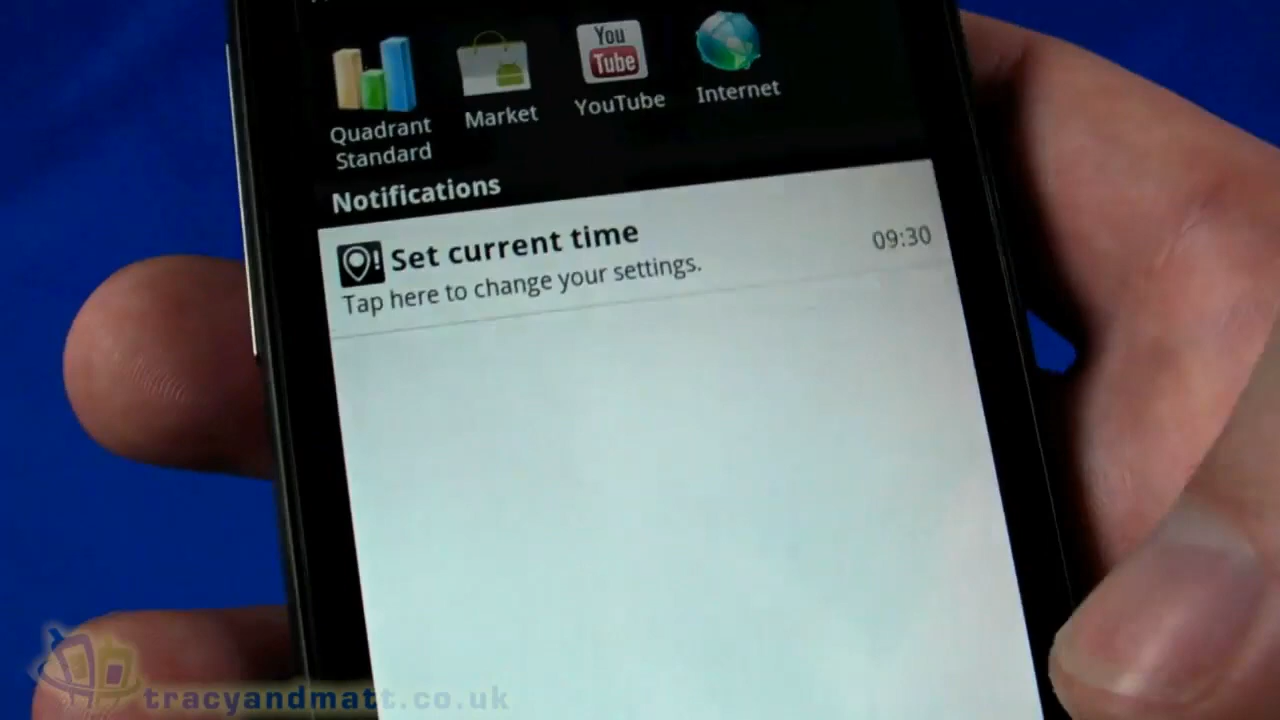 Quadrant
Standard
Market
You
Tube
YouTube
Internet
Notifications
Set current time
09:30
Tap here to change your settings.
tracyandmatt.co.uk